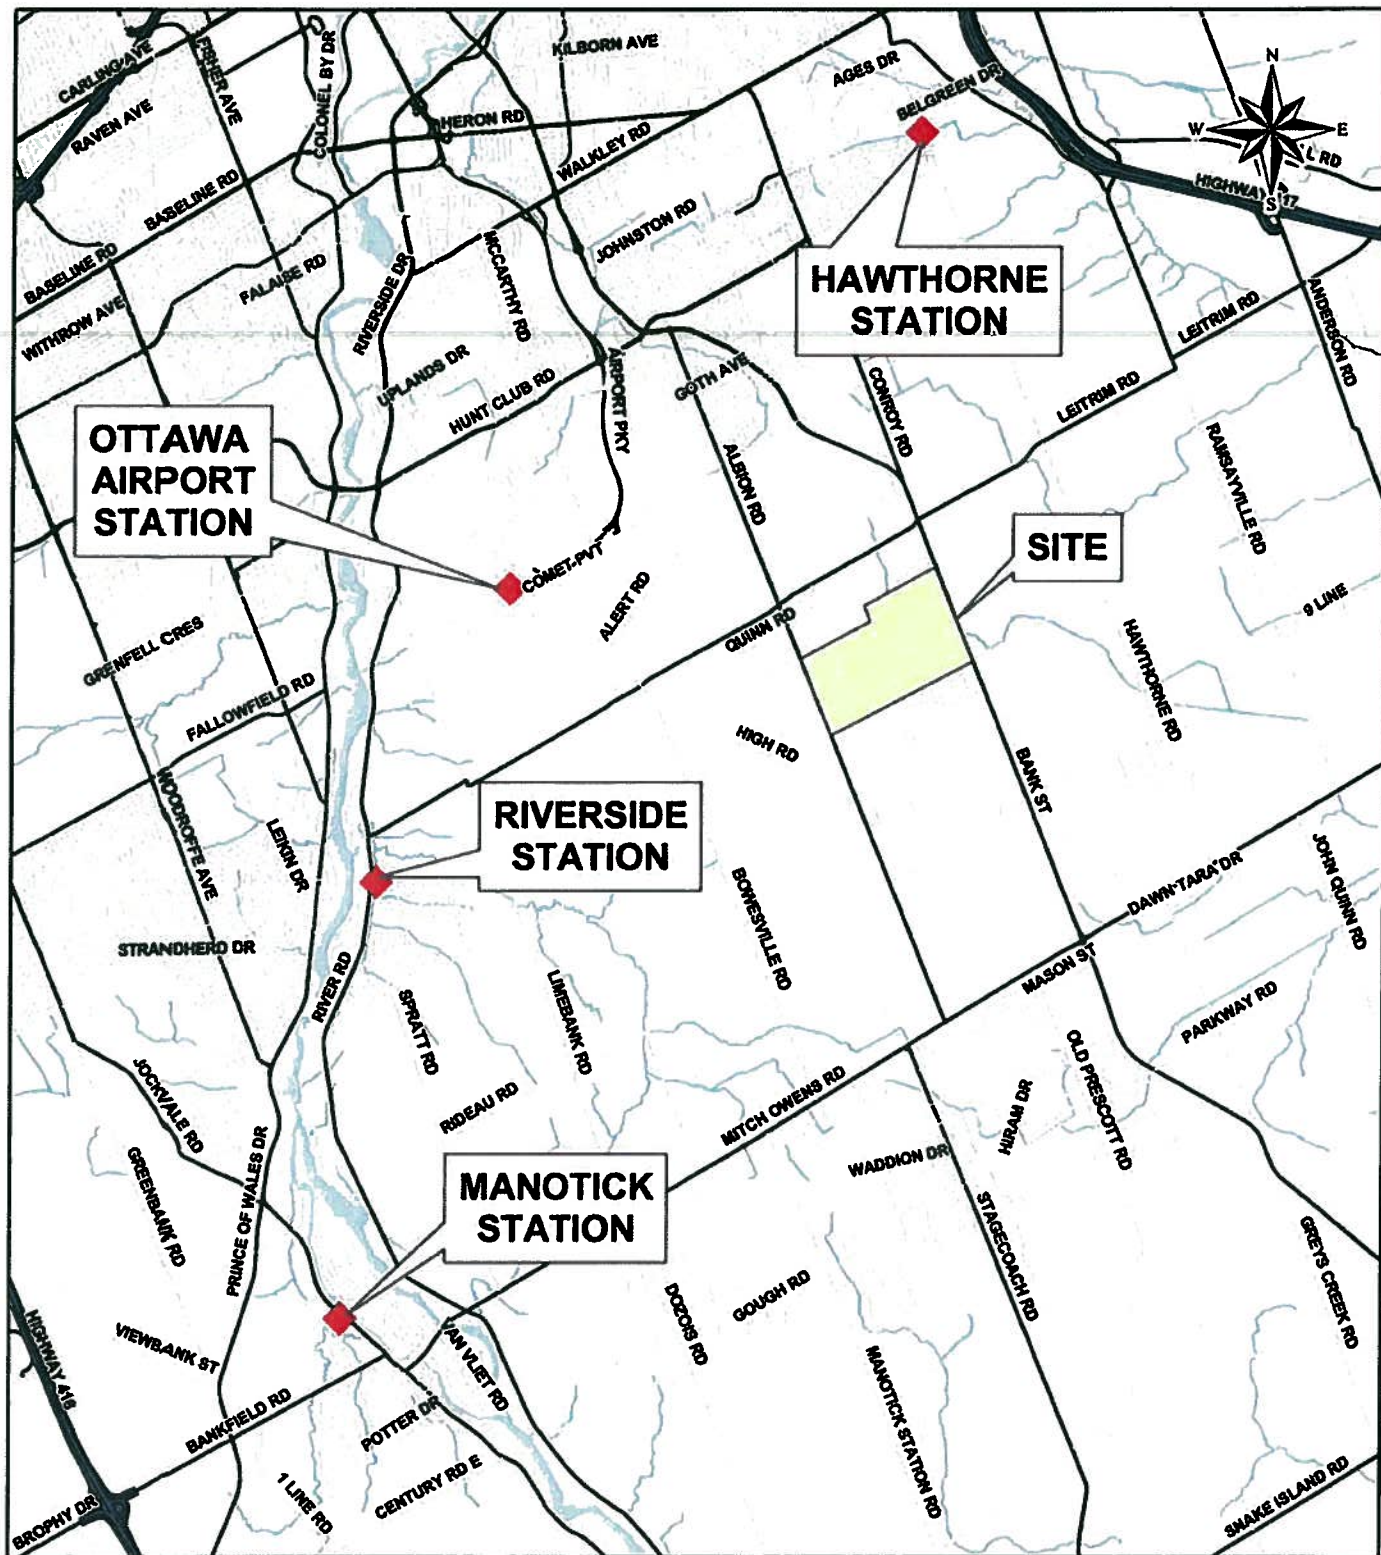 CARLING AVE
FISHER AVE
COLONEL BY DR
KILBORN AVE
AGES DR
BELGREEN DR
RAVEN AVE
HERON RD
WALKLEY RD
N
W
E
S
L RD
BASELINE RD
BASELINE RD
WITHROW AVE
FALAISE RD
RIVERSIDE DR
MCCARTHY RD
JOHNSTON RD
HAWTHORNE
STATION
LEITRIM RD
ANDERSON RD
UPLANDS DR
HUNT CLUB RD
AIRPORT PKY
GOTH AVE
CONROY RD
LEITRIM RD
OTTAWA
AIRPORT
STATION
ALBION RD
RAMSAYVILLE RD
SITE
COMET PVT
ALERT RD
QUINN RD
9 LINE
GRENFELL CRES
FALLOWFIELD RD
HAWTHORNE RD
HIGH RD
BANK ST
WOODROFFE AVE
LEIKIN DR
RIVERSIDE
STATION
BOWESVILLE RD
DAWN TARA DR
JOHN QUINN RD
STRANDHERD DR
RIVER RD
SPRATT RD
LIMEBANK RD
MASON ST
PARKWAY RD
JOCKVALE RD
RIDEAU RD
MITCH OWENS RD
HIRAM DR
OLD PRESCOTT RD
GREENBANK RD
PRINCE OF WALES DR
MANOTICK
STATION
WADDION DR
STAGECOACH RD
GREYS CREEK RD
HIGHWAY 416
VIEWBANK ST
VAN VLIET RD
DOZOIS RD
GOUGH RD
MANOTICK STATION RD
BANKFIELD RD
POTTER DR
BROPHY DR
1 LINE RD
CENTURY RD E
SNAKE ISLAND RD